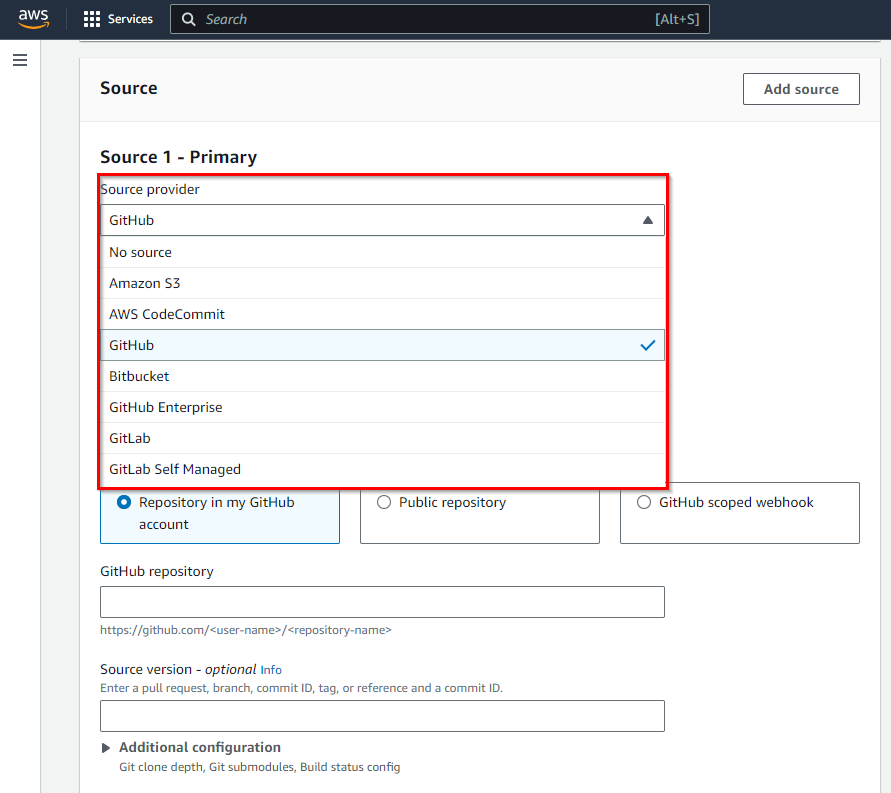 aws
Services
Search [Alt+S]
Source
Add source
Source 1 - Primary
Source provider
GitHub
No source
Amazon S3
AWS CodeCommit
GitHub
Bitbucket
GitHub Enterprise
GitLab
GitLab Self Managed
Repository in my GitHub
account
Public repository
GitHub scoped webhook
GitHub repository
https://github.com/<user-name>/<repository-name>
Source version - optional Info
Enter a pull request, branch, commit ID, tag, or reference and a commit ID.
Additional configuration
Git clone depth, Git submodules, Build status config